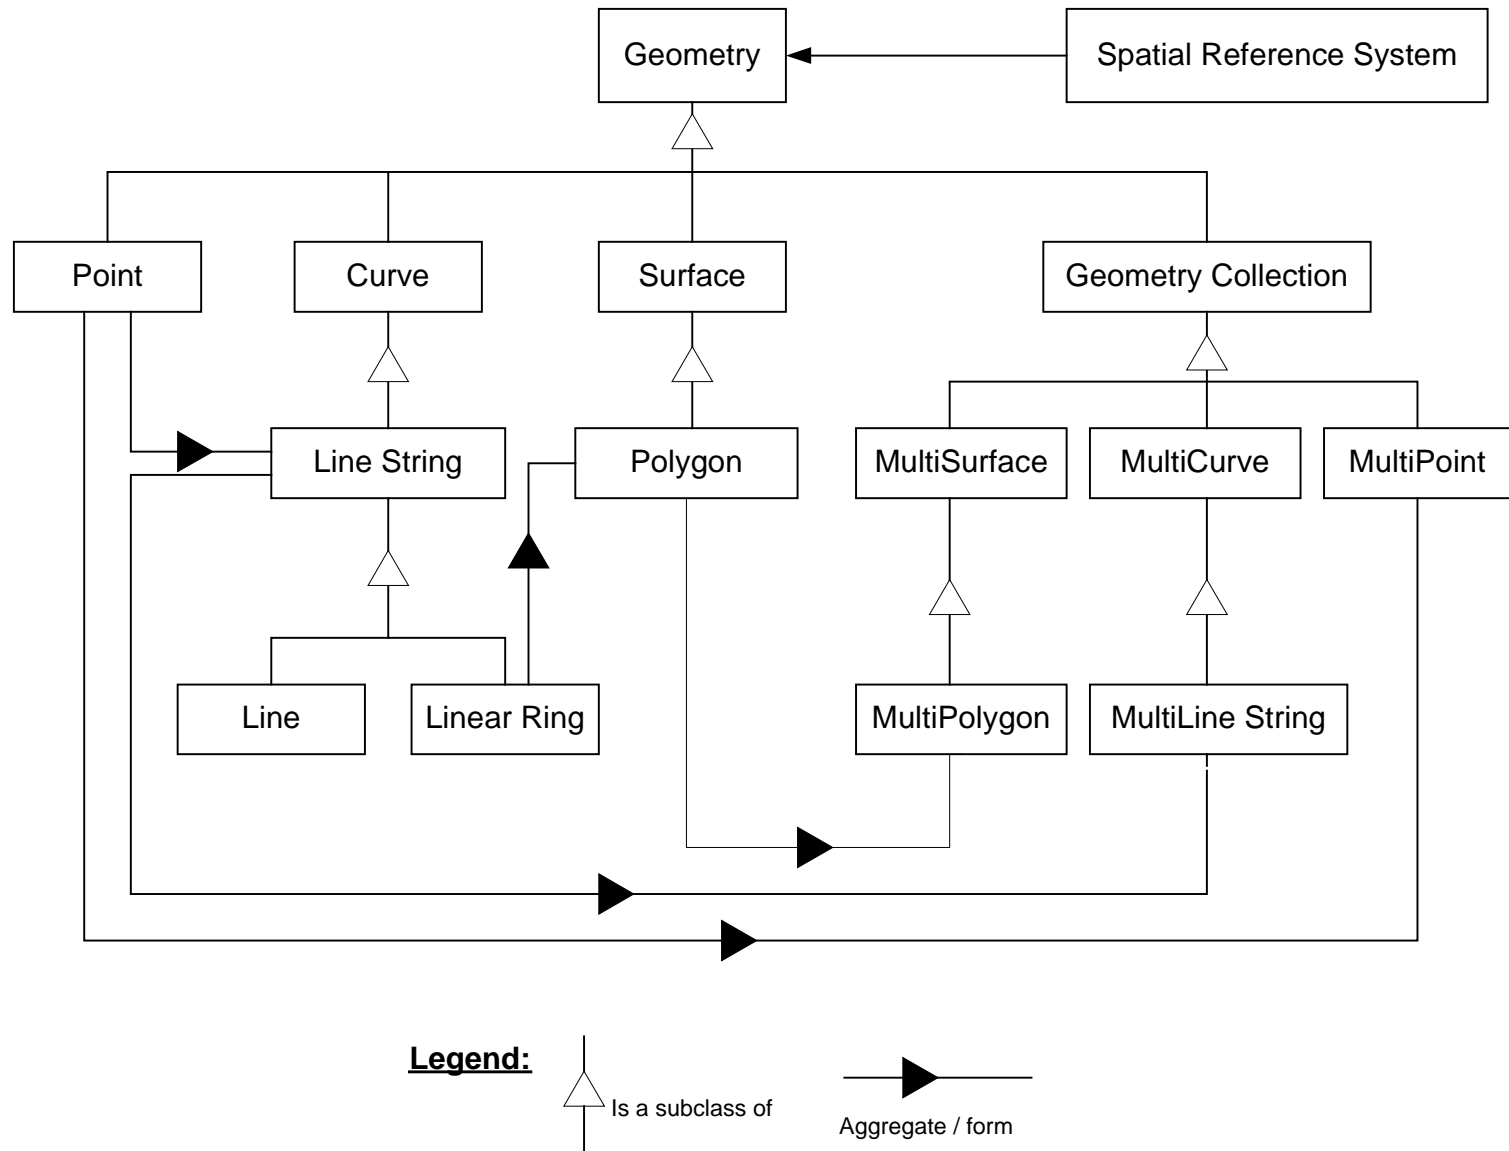 Geometry
Spatial Reference System
Point
Curve
Surface
Geometry Collection
Line String
Polygon
MultiSurface
MultiCurve
MultiPoint
Line
Linear Ring
MultiPolygon
MultiLine String
Legend:
Is a subclass of
Aggregate / form